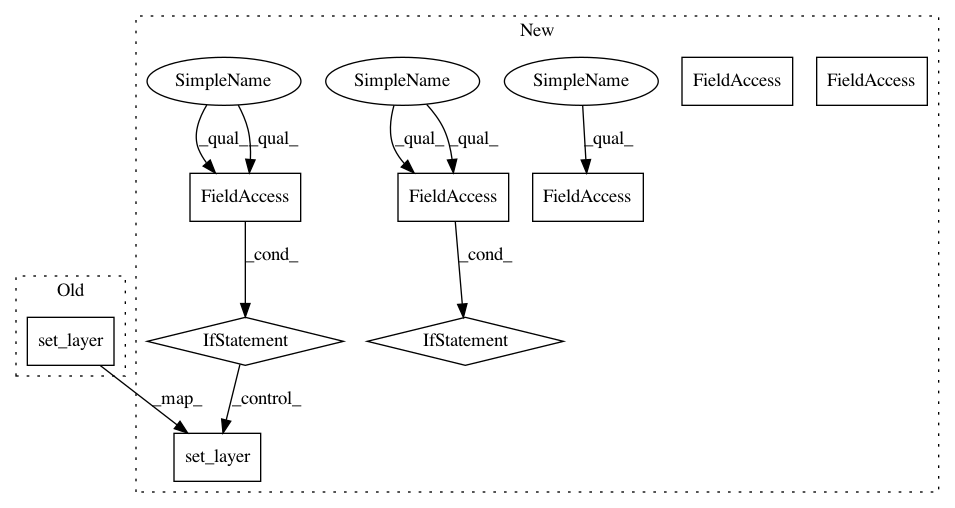 New
SimpleName SimpleName SimpleName FieldAccess FieldAccess
_qual_ _qual_ _qual_ _qual_ _qual_
FieldAccess FieldAccess FieldAccess
_cond_ _cond_
Old
set_layer IfStatement IfStatement
_map_ _control_
set_layer